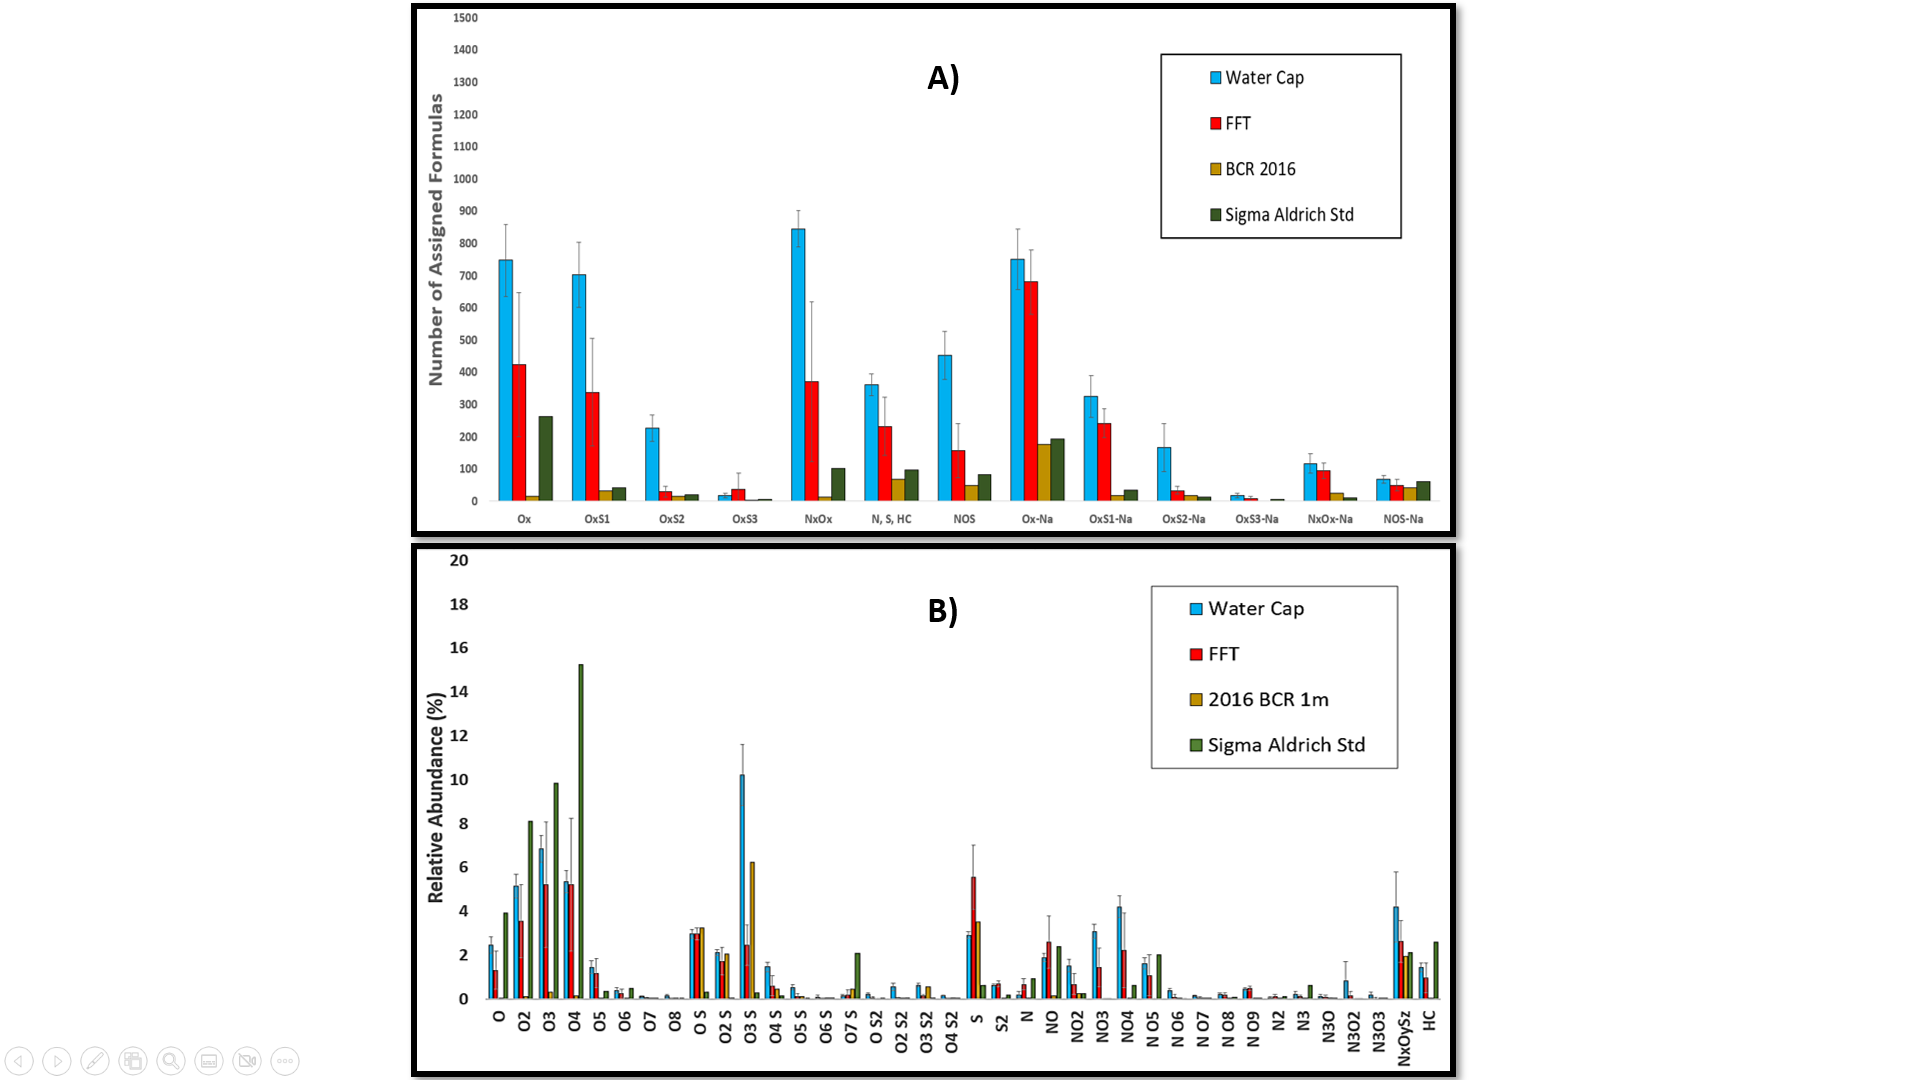 A)
Number of Assigned Formulas
1500
1400
1300
1200
1100
1000
900
800
700
600
500
400
300
200
100
0
Water Cap
FFT
BCR 2016
Sigma Aldrich Std
Ox OxS1 OxS2 OxS3 NxOx N, S, HC NOS Ox-Na OxS1-Na OxS2-Na OxS3-Na NxOx-Na NOS-Na
B)
Relative Abundance (%)
20
18
16
14
12
10
8
6
4
2
0
Water Cap
FFT
2016 BCR 1m
Sigma Aldrich Std
O O2 O3 O4 O5 O6 O7 O8 O S O2 S O3 S O4 S O5 S O6 S O7 S O S2 O2 S2 O3 S2 O4 S2 S S2 N NO NO2 NO3 NO4 N O5 N O6 N O7 N O8 N O9 N2 N3 N3O N3O2 N3O3 NxOySz HC